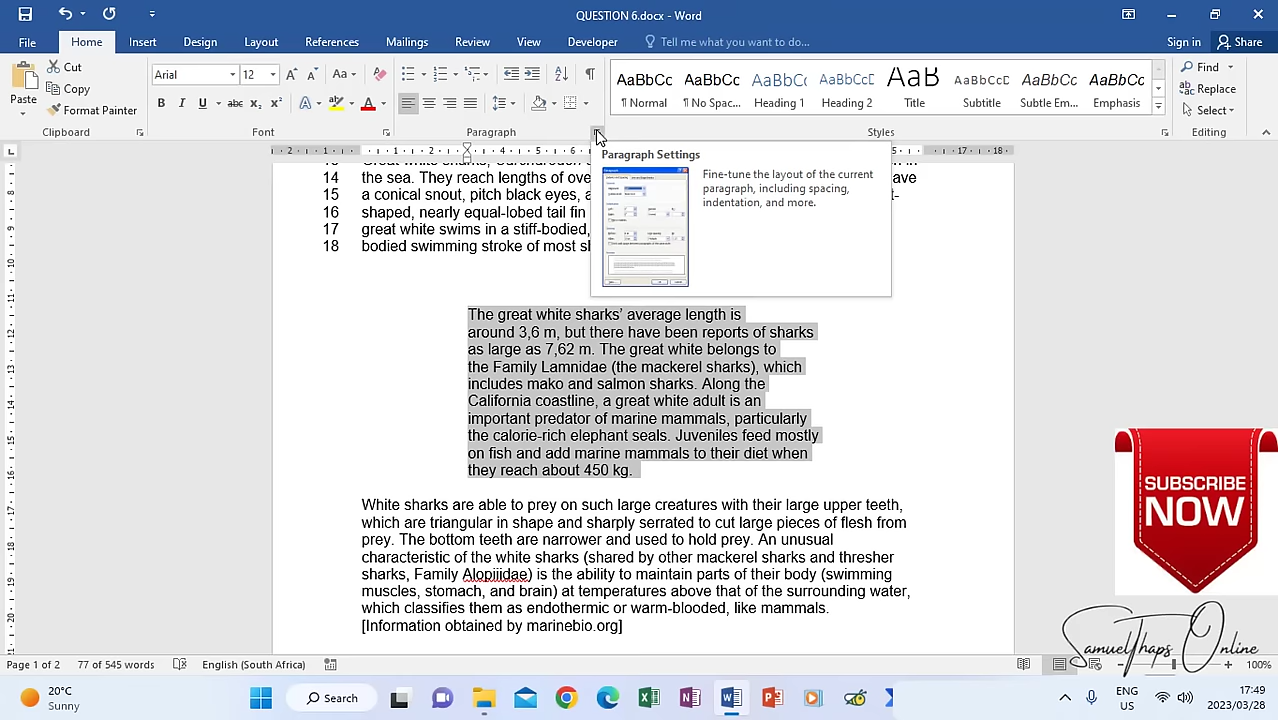 QUESTION 6.docx - Word
File Home Insert Design Layout References Mailings Review View Developer Tell me what you want to do... Sign in Share
Paste
Cut
Copy
Format Painter
Arial 12
Clipboard Font Paragraph Styles Editing
AaBbCc AaBbCc AaBbC AaBbCcD AaB AaBbCcD AaBbCc AaBbCc
¶ Normal ¶ No Spac... Heading 1 Heading 2 Title Subtitle Subtle Em... Emphasis
Find
Replace
Select
Paragraph Settings
Fine-tune the layout of the current
paragraph, including spacing,
indentation, and more.
14 the sea. They reach lengths of
15 a conical snout, pitch black eyes,
16 shaped, nearly equal-lobed tail fin
17 great white swims in a stiff-bodied,
18 bodied swimming stroke of most
The great white sharks’ average length is
around 3,6 m, but there have been reports of sharks
as large as 7,62 m. The great white belongs to
the Family Lamnidae (the mackerel sharks), which
includes mako and salmon sharks. Along the
California coastline, a great white adult is an
important predator of marine mammals, particularly
the calorie-rich elephant seals. Juveniles feed mostly
on fish and add marine mammals to their diet when
they reach about 450 kg.
White sharks are able to prey on such large creatures with their large upper teeth,
which are triangular in shape and sharply serrated to cut large pieces of flesh from
prey. The bottom teeth are narrower and used to hold prey. An unusual
characteristic of the white sharks (shared by other mackerel sharks and thresher
sharks, Family Alopiidae) is the ability to maintain parts of their body (swimming
muscles, stomach, and brain) at temperatures above that of the surrounding water,
which classifies them as endothermic or warm-blooded, like mammals.
[Information obtained by marinebio.org]
SUBSCRIBE
NOW
SamuelThaps Online
Page 1 of 2 77 of 545 words English (South Africa) 100%
20°C
Sunny
Search
ENG
US
17:49
2023/03/28